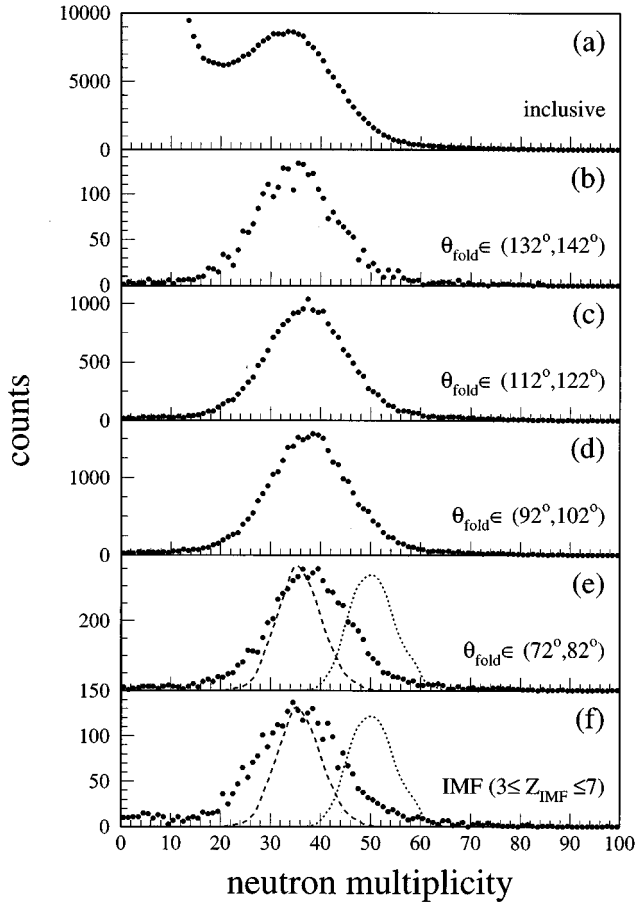 10000
5000
0
(a)
inclusive
100
50
0
(b)
θfold∈ (132°,142°)
1000
500
0
(c)
θfold∈ (112°,122°)
1000
0
(d)
θfold∈ (92°,102°)
200
(e)
θfold∈ (72°,82°)
150
100
50
0
(f)
IMF (3≤ ZIMF ≤7)
0 10 20 30 40 50 60 70 80 90 100
neutron multiplicity
counts